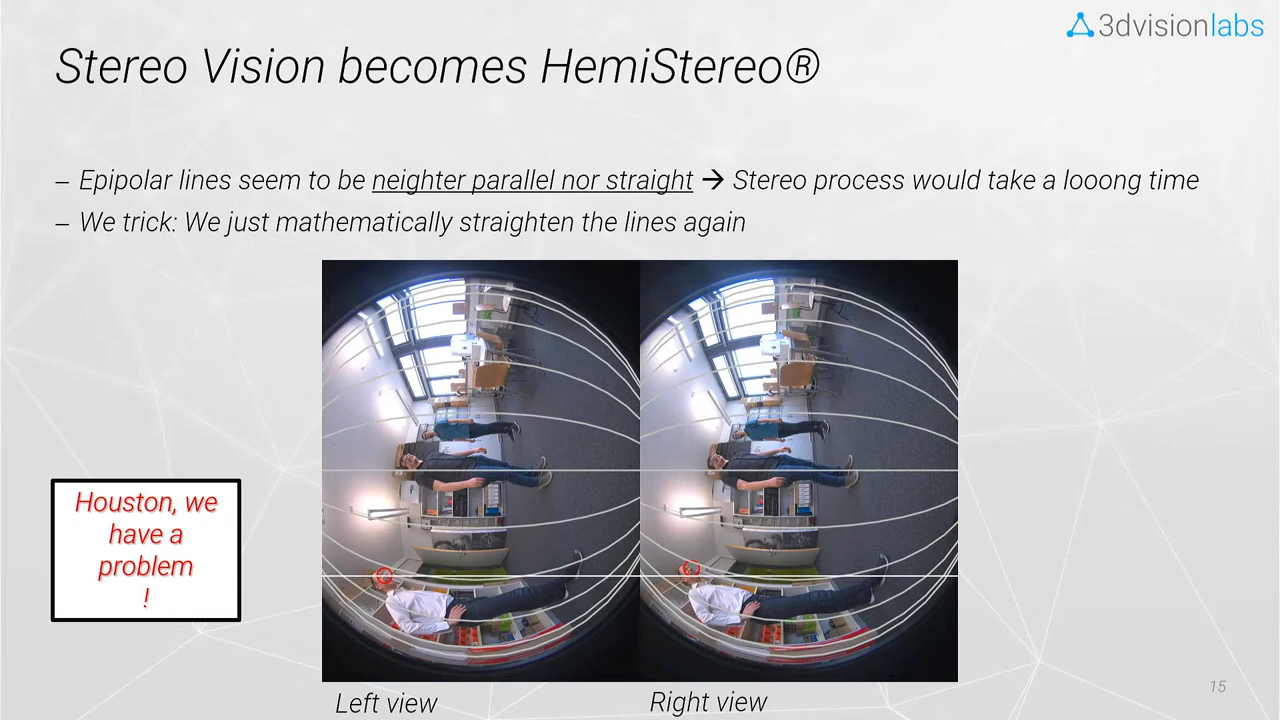 3dvisionlabs
Stereo Vision becomes HemiStereo®
– Epipolar lines seem to be neighter parallel nor straight → Stereo process would take a looong time
– We trick: We just mathematically straighten the lines again
Houston, we
have a
problem
!
Left view
Right view
15